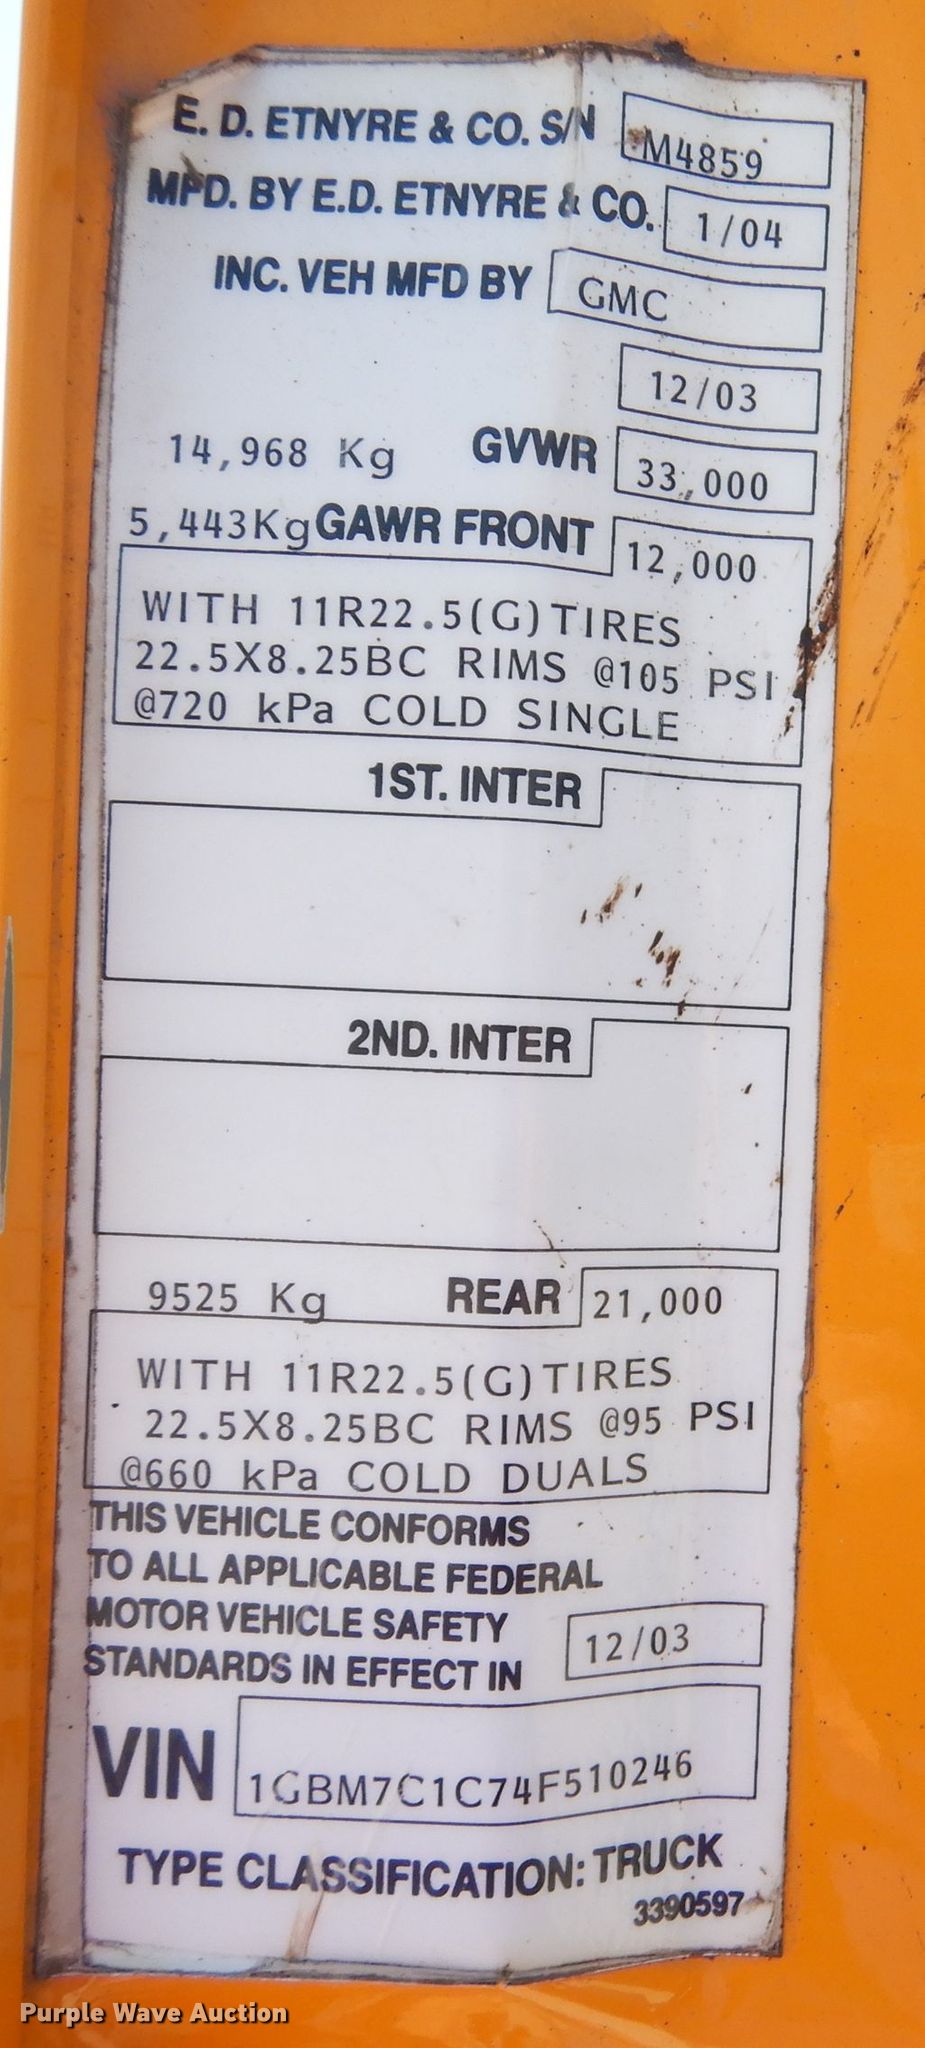 E. D. ETNYRE & CO. S/N M4859
MFD. BY E.D. ETNYRE & CO. 1/04
INC. VEH MFD BY GMC
12/03
14,968 Kg GVWR 33,000
5,443Kg GAWR FRONT 12,000
WITH 11R22.5(G)TIRES
22.5X8.25BC RIMS @105 PSI
@720 kPa COLD SINGLE
1ST. INTER
2ND. INTER
9525 Kg REAR 21,000
WITH 11R22.5(G)TIRES
22.5X8.25BC RIMS @95 PSI
@660 kPa COLD DUALS
THIS VEHICLE CONFORMS
TO ALL APPLICABLE FEDERAL
MOTOR VEHICLE SAFETY
STANDARDS IN EFFECT IN 12/03
VIN 1GBM7C1C74F510246
TYPE CLASSIFICATION: TRUCK
3390597
Purple Wave Auction